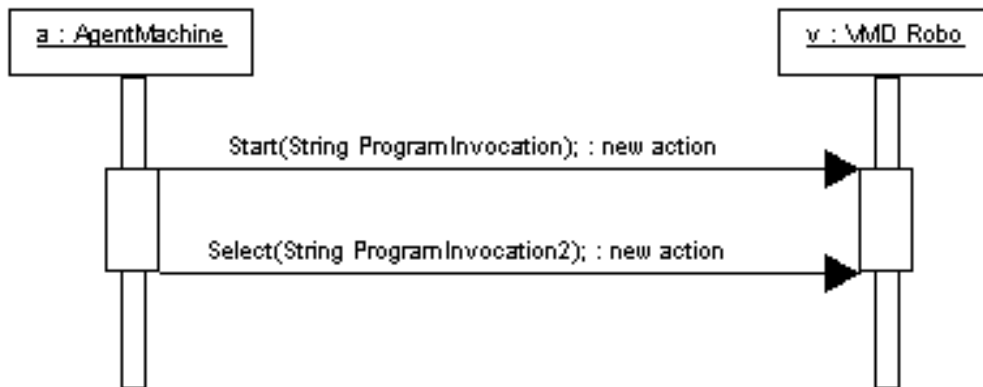 a : AgentMachine
v : VMD Robo
Start(String ProgramInvocation); : new action
Select(String ProgramInvocation2); : new action